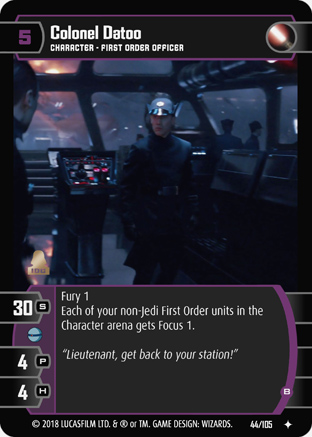 5 Colonel Datoo
CHARACTER - FIRST ORDER OFFICER
30 S
Fury 1
Each of your non-Jedi First Order units in the
Character arena gets Focus 1.
4 P
"Lieutenant, get back to your station!"
4 H
B
© 2018 LUCASFILM LTD. & ® or TM. GAME DESIGN: WIZARDS. 44/105